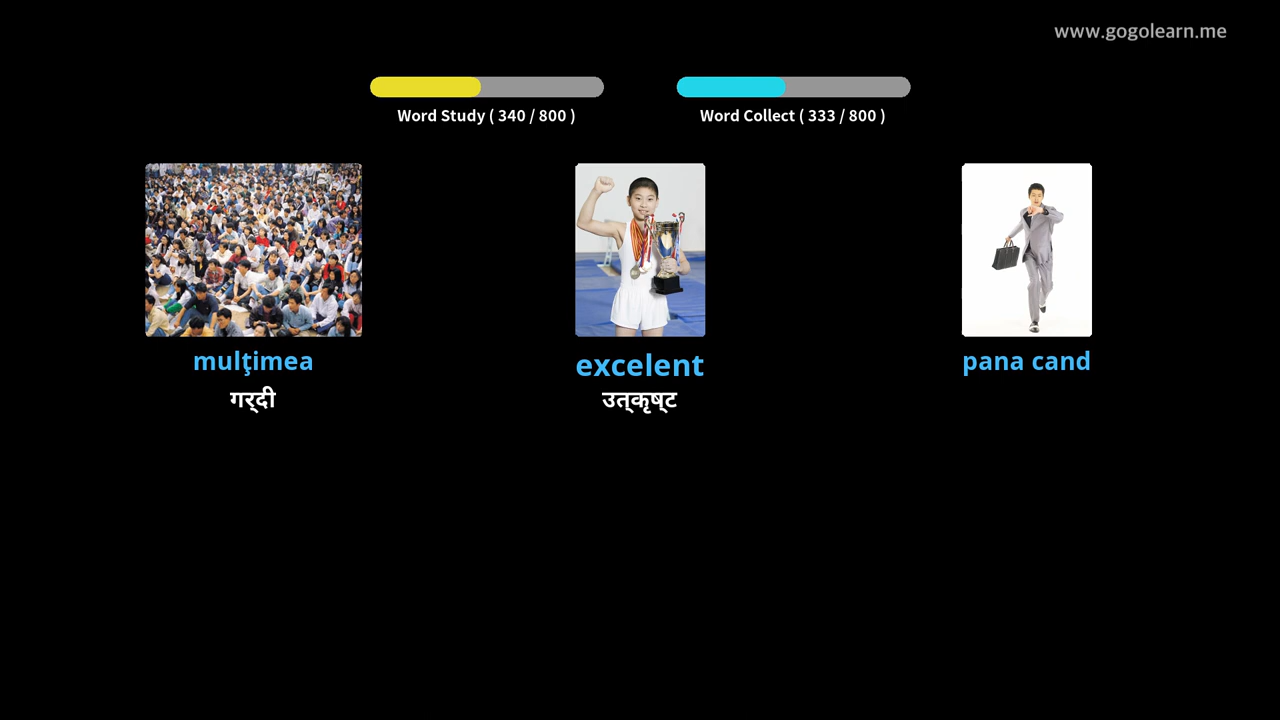 www.gogolearn.me
Word Study ( 340 / 800 )
Word Collect ( 333 / 800 )
mulţimea
excelent
pana cand
गर्‍दी
उत्‍कृष्‍ट